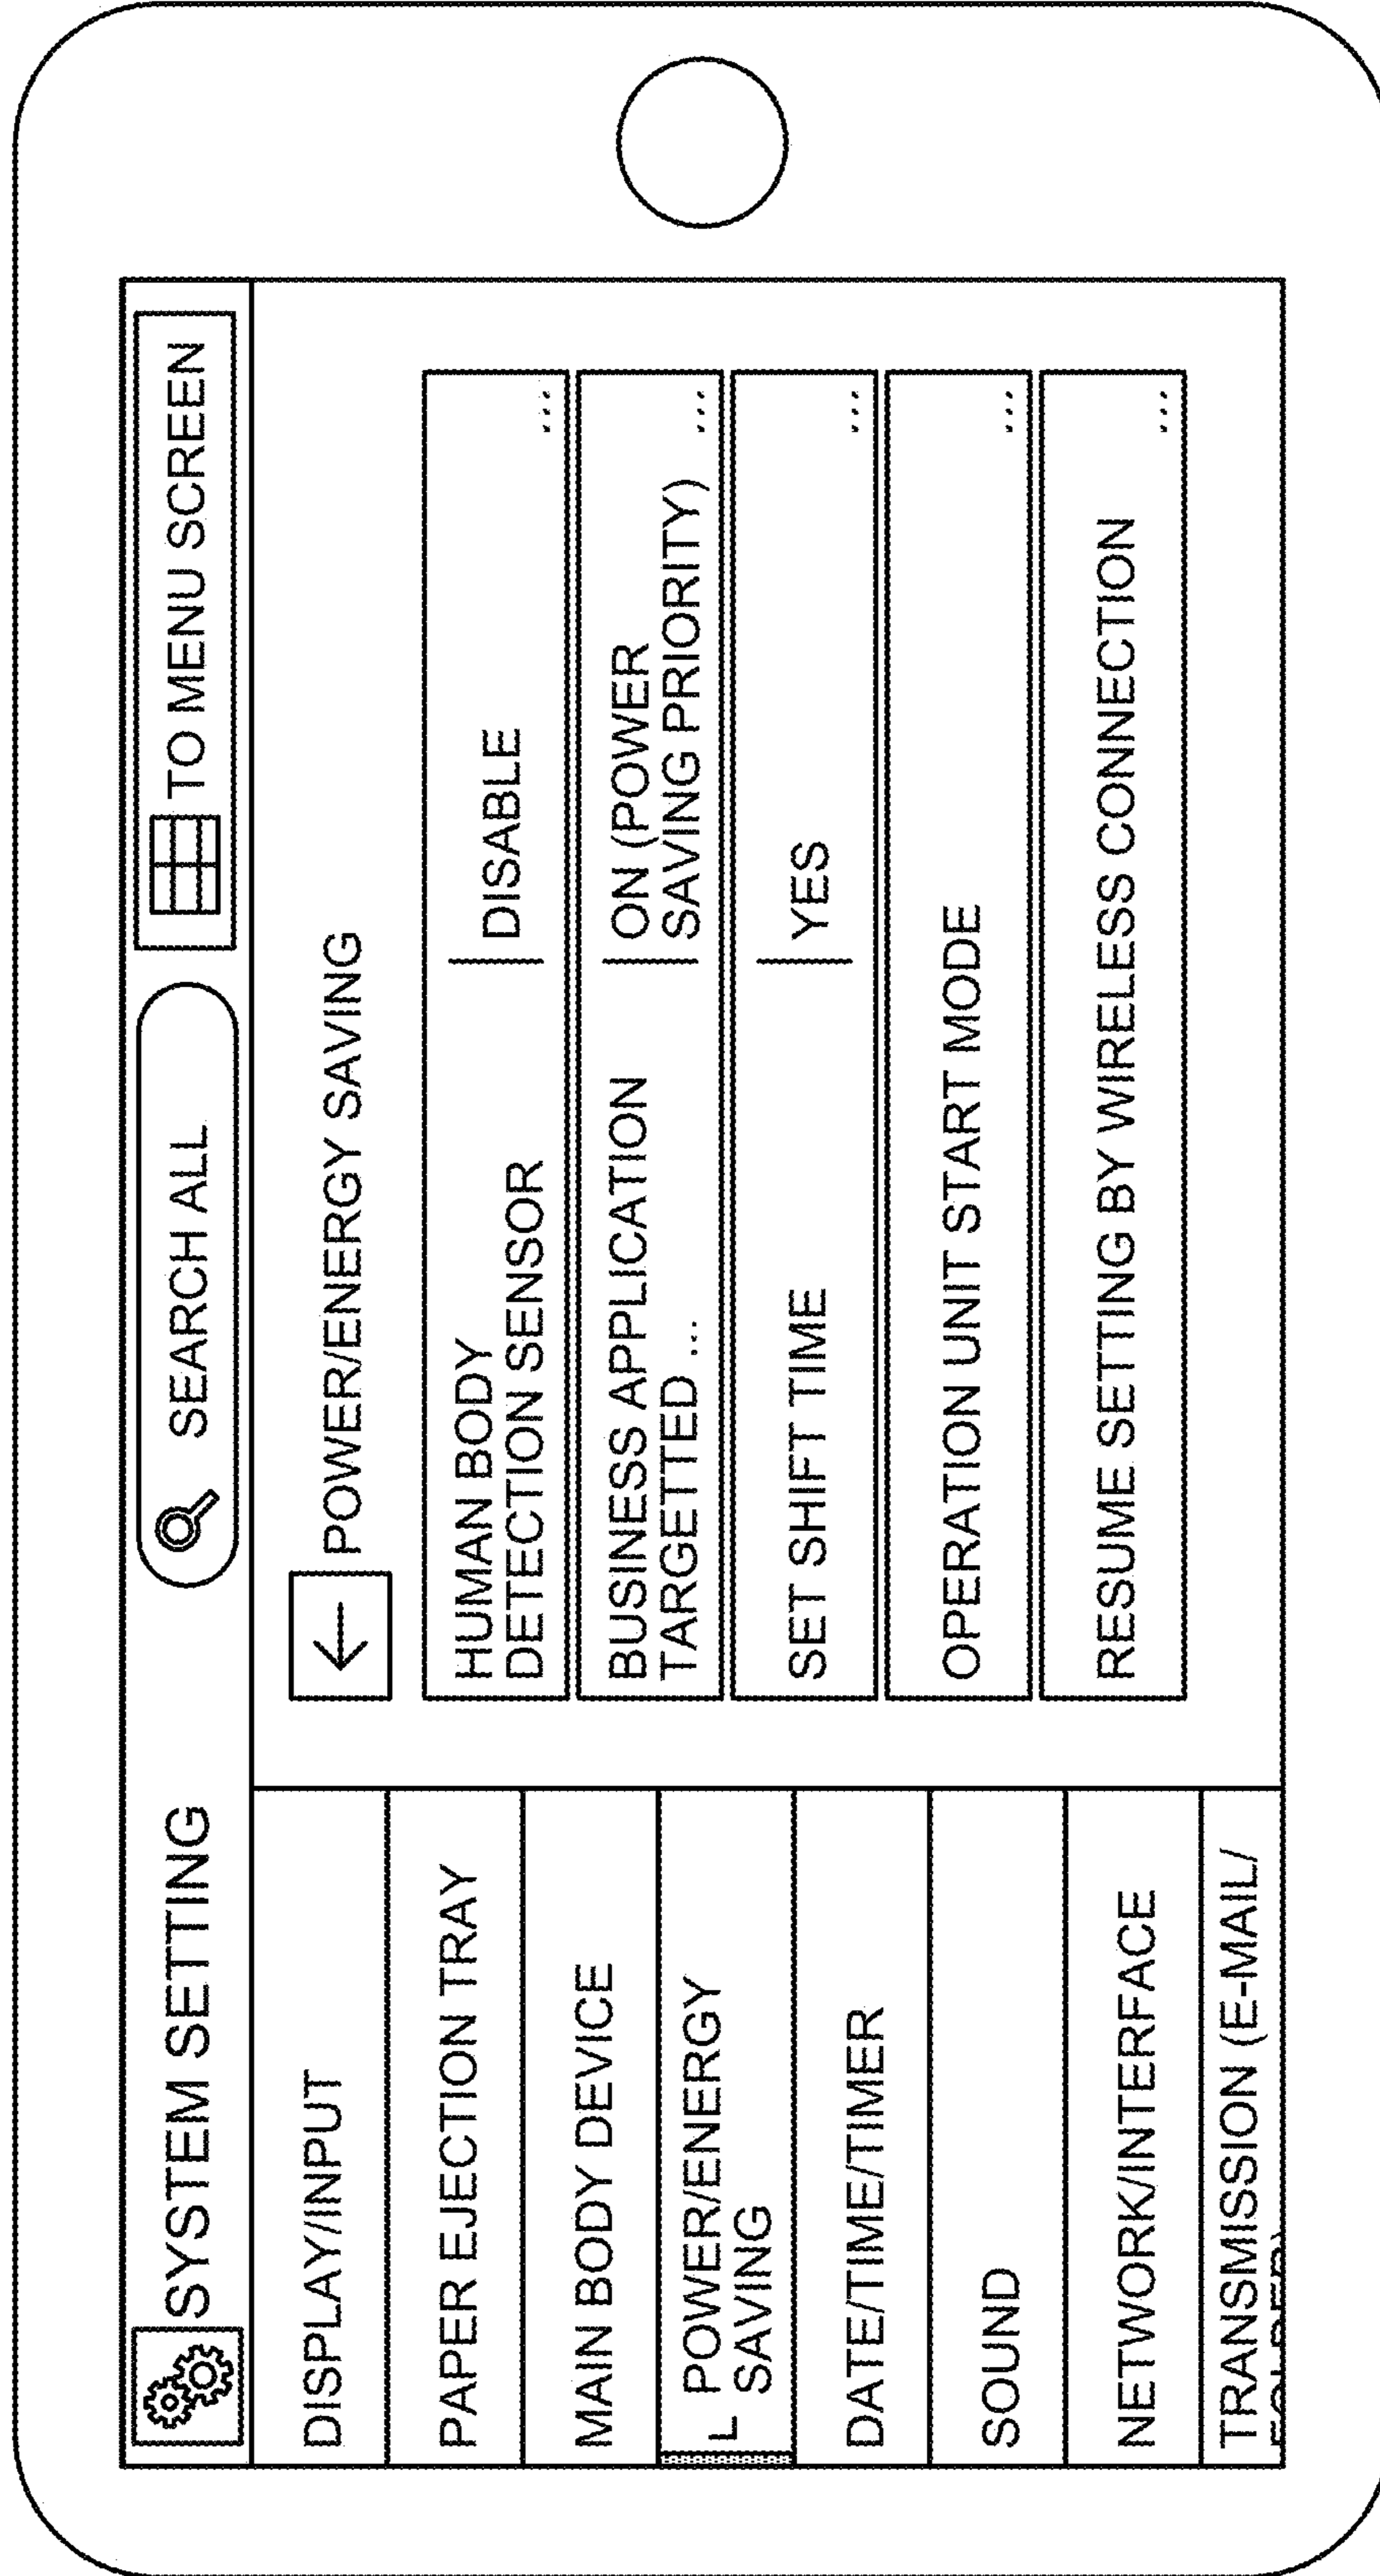 SYSTEM SETTING
SEARCH ALL
TO MENU SCREEN
DISPLAY/INPUT
PAPER EJECTION TRAY
MAIN BODY DEVICE
L POWER/ENERGY
SAVING
DATE/TIME/TIMER
SOUND
NETWORK/INTERFACE
TRANSMISSION (E-MAIL/
POWER/ENERGY SAVING
HUMAN BODY
DETECTION SENSOR
DISABLE
...
BUSINESS APPLICATION
TARGETTED ...
ON (POWER
SAVING PRIORITY)
...
SET SHIFT TIME
YES
...
OPERATION UNIT START MODE
...
RESUME SETTING BY WIRELESS CONNECTION
...